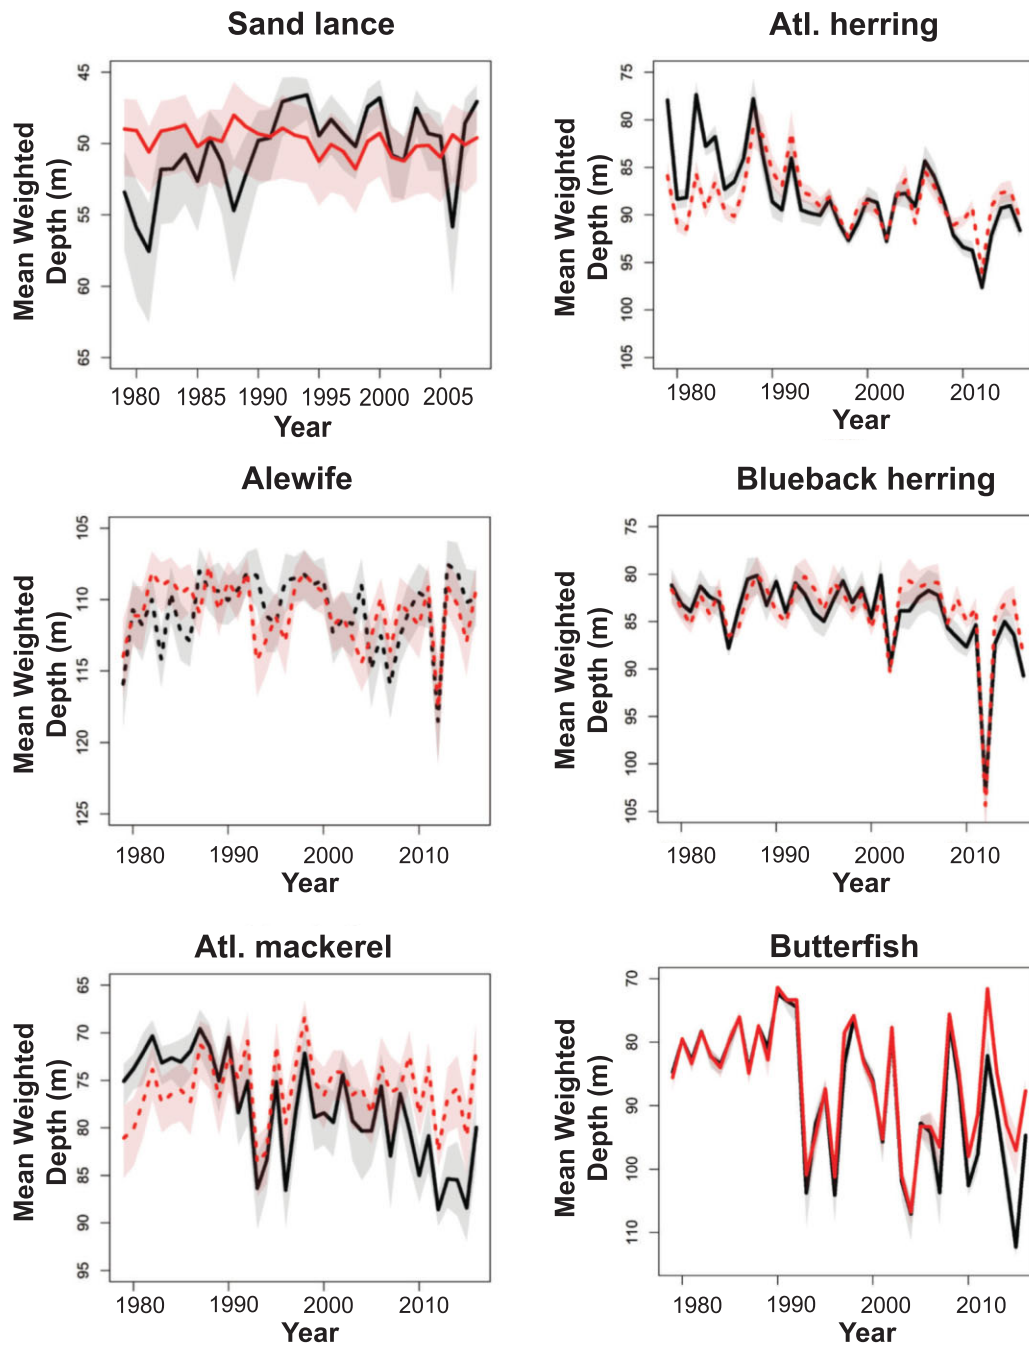 Sand lance
Mean Weighted
Depth (m)
45
50
55
60
65
1980 1985 1990 1995 2000 2005
Year
Atl. herring
Mean Weighted
Depth (m)
75
80
85
90
95
100
105
1980 1990 2000 2010
Year
Alewife
Mean Weighted
Depth (m)
105
110
115
120
125
1980 1990 2000 2010
Year
Blueback herring
Mean Weighted
Depth (m)
75
80
85
90
95
100
105
1980 1990 2000 2010
Year
Atl. mackerel
Mean Weighted
Depth (m)
65
70
75
80
85
90
95
1980 1990 2000 2010
Year
Butterfish
Mean Weighted
Depth (m)
70
80
90
100
110
1980 1990 2000 2010
Year